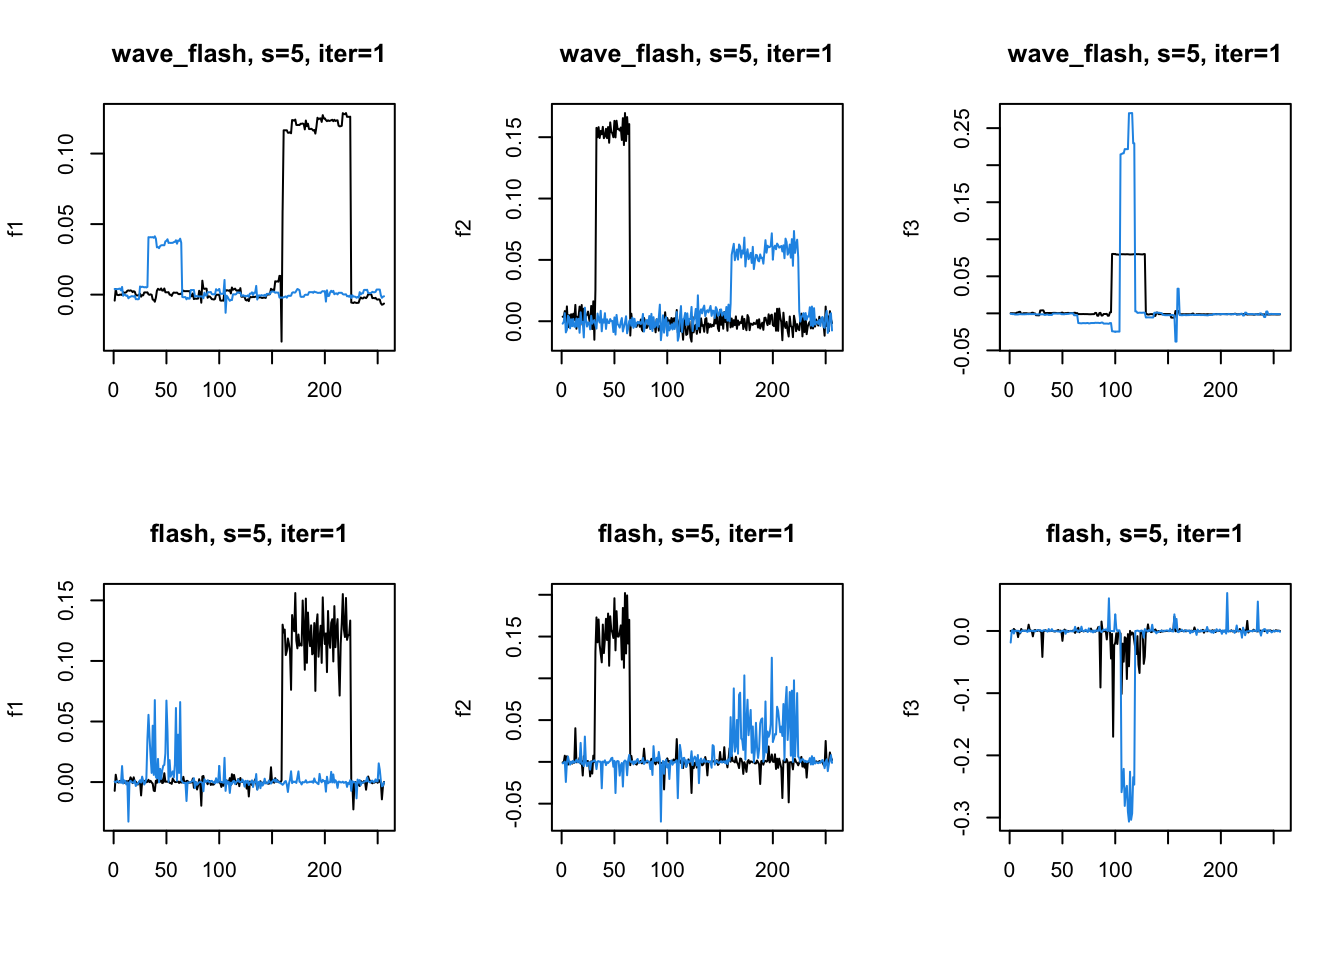 wave_flash, s=5, iter=1
wave_flash, s=5, iter=1
wave_flash, s=5, iter=1
f1
0.00 0.05 0.10
0 50 100 200
f2
0.00 0.05 0.10 0.15
0 50 100 200
f3
-0.05 0.05 0.15 0.25
0 50 100 200
flash, s=5, iter=1
flash, s=5, iter=1
flash, s=5, iter=1
f1
0.00 0.05 0.10 0.15
0 50 100 200
f2
-0.05 0.05 0.15
0 50 100 200
f3
-0.3 -0.2 -0.1 0.0
0 50 100 200